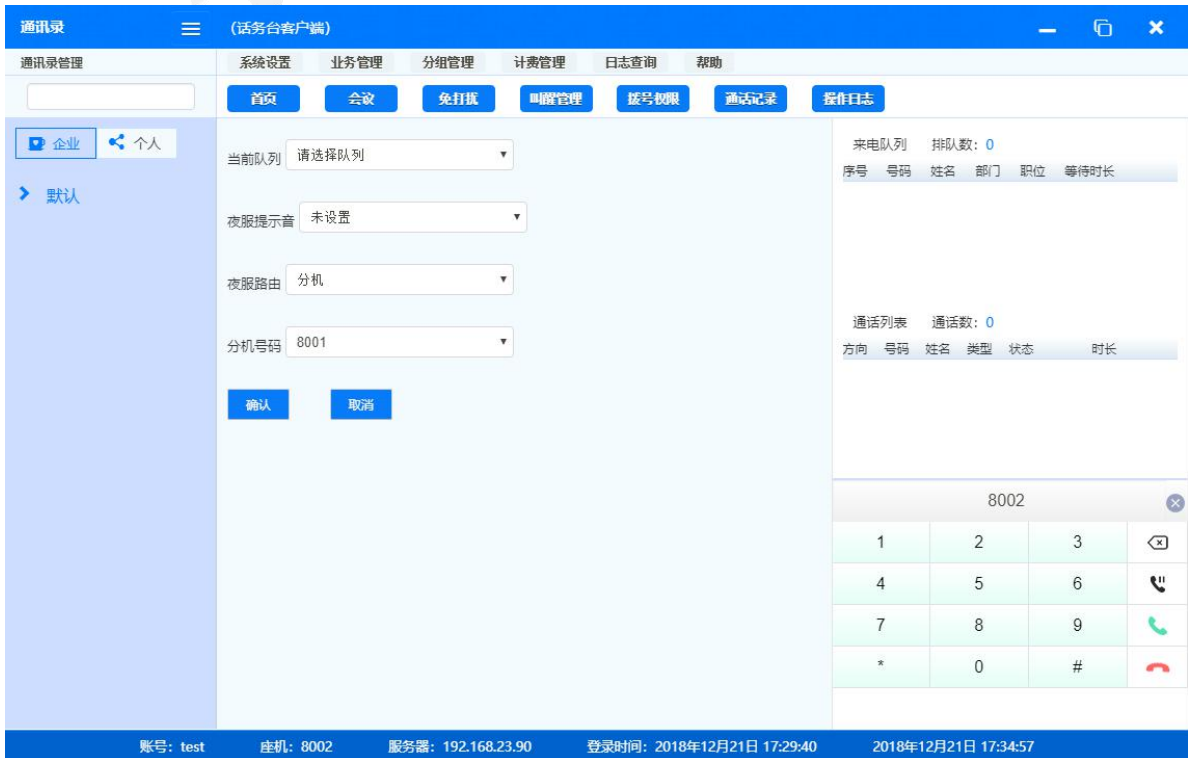 通讯录 (话务台客户端)
通讯录管理 系统设置 业务管理 分组管理 计费管理 日志查询 帮助
首页 会议 免打扰 叫醒管理 拨号权限 通话记录 操作日志
企业 个人
默认
当前队列 请选择队列
夜服提示音 未设置
夜服路由 分机
分机号码 8001
确认 取消
来电队列 排队数: 0
序号 号码 姓名 部门 职位 等待时长
通话列表 通话数: 0
方向 号码 姓名 类型 状态 时长
8002
1 2 3
4 5 6
7 8 9
* 0 #
账号: test 座机: 8002 服务器: 192.168.23.90 登录时间: 2018年12月21日 17:29:40 2018年12月21日 17:34:57